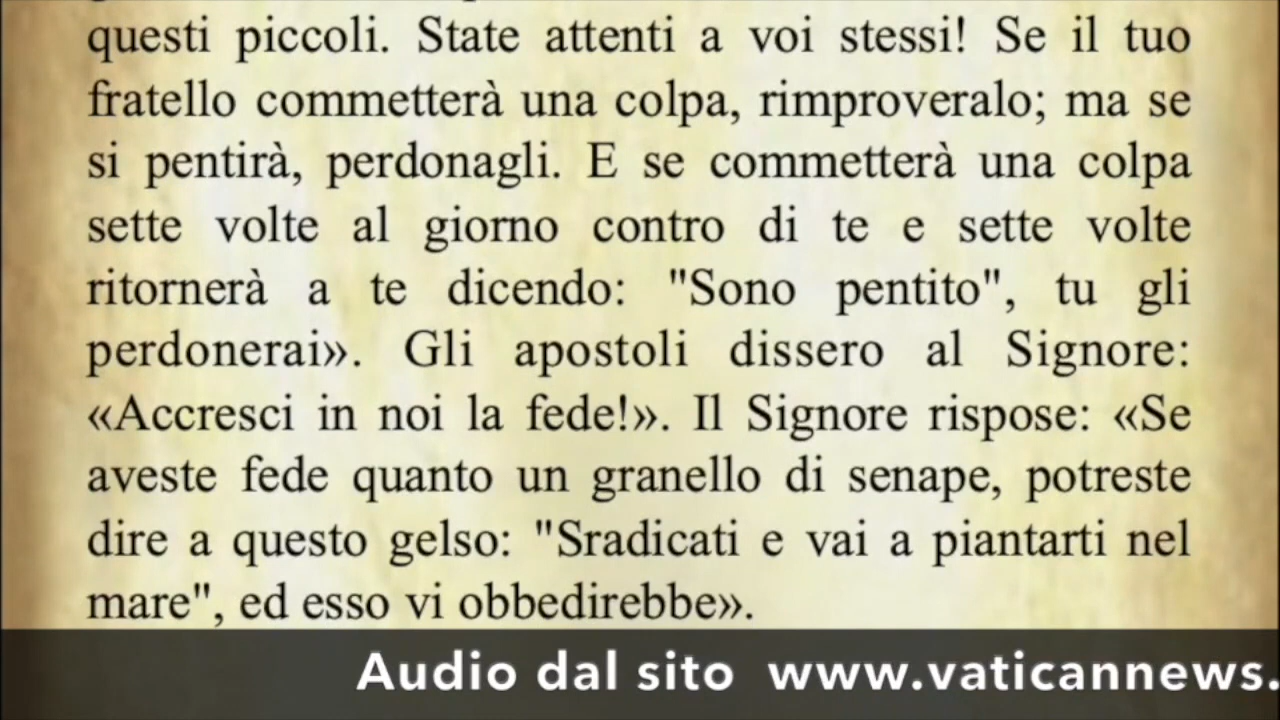 questi piccoli. State attenti a voi stessi! Se il tuo
fratello commetterà una colpa, rimproveralo; ma se
si pentirà, perdonagli. E se commetterà una colpa
sette volte al giorno contro di te e sette volte
ritornerà a te dicendo: "Sono pentito", tu gli
perdonerai». Gli apostoli dissero al Signore:
«Accresci in noi la fede!». Il Signore rispose: «Se
aveste fede quanto un granello di senape, potreste
dire a questo gelso: "Sradicati e vai a piantarti nel
mare", ed esso vi obbedirebbe».
Audio dal sito www.vaticannews.